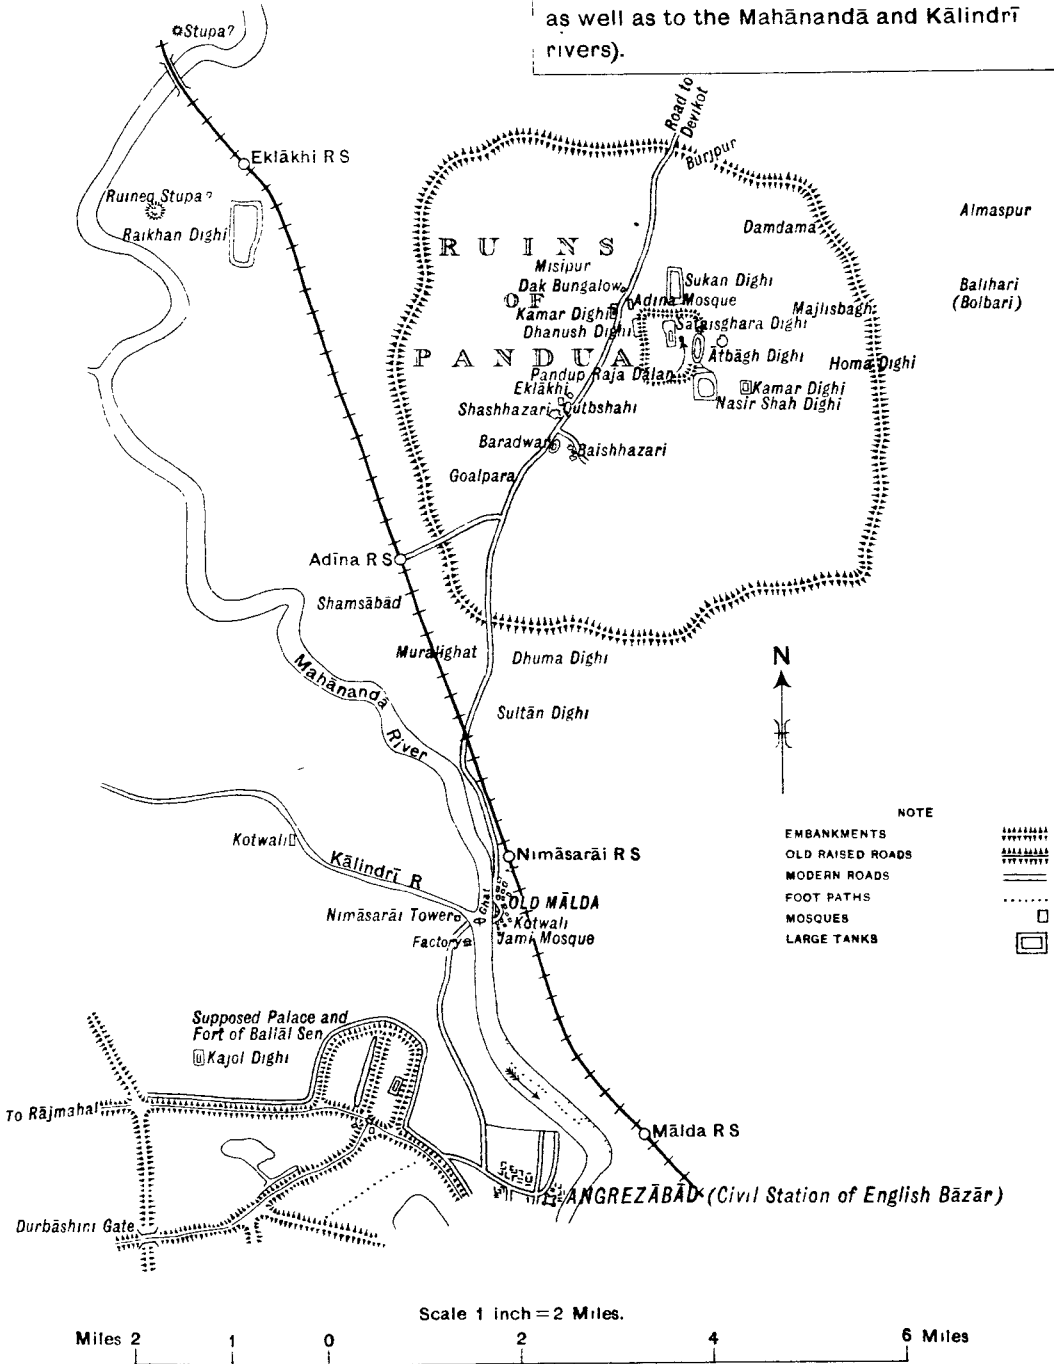 as well as to the Mahānandā and Kālindrī
rivers).
Stupa?
Road to
Devikot
Burjpur
Eklākhi R S
Ruined Stupa?
Raikhan Dighi
Almaspur
Damdama
RUINS
Misipur
Dak Bungalow
Sukan Dighi
Balihari
(Bolbari)
OF
Adina Mosque
Kamar Dighi
Majlisbagh
Dhanush Dighi
Sataisghara Dighi
PANDUA
Atbāgh Dighi
Homa Dighi
Pandup Raja Dalan
Eklākhi
Kamar Dighi
Shashhazari
Qutbshahi
Nasir Shah Dighi
Baradwari
Baishhazari
Goalpara
Adīna R S
Shamsābād
Muralighat
Dhuma Dighi
N
Mahānandā
River
Sultān Dighi
NOTE
EMBANKMENTS
OLD RAISED ROADS
MODERN ROADS
FOOT PATHS
MOSQUES
LARGE TANKS
Kotwali
Nimāsarāi R S
Kālindrī R
Ghat
OLD MĀLDA
Nimāsarāi Tower
Kotwali
Factory
Jami Mosque
Supposed Palace and
Fort of Ballāl Sen
Kajol Dighi
To Rājmahal
Mālda R S
ANGREZĀBĀD (Civil Station of English Bāzār)
Durbāshini Gate
Scale 1 inch = 2 Miles.
Miles 2 1 0 2 4 6 Miles